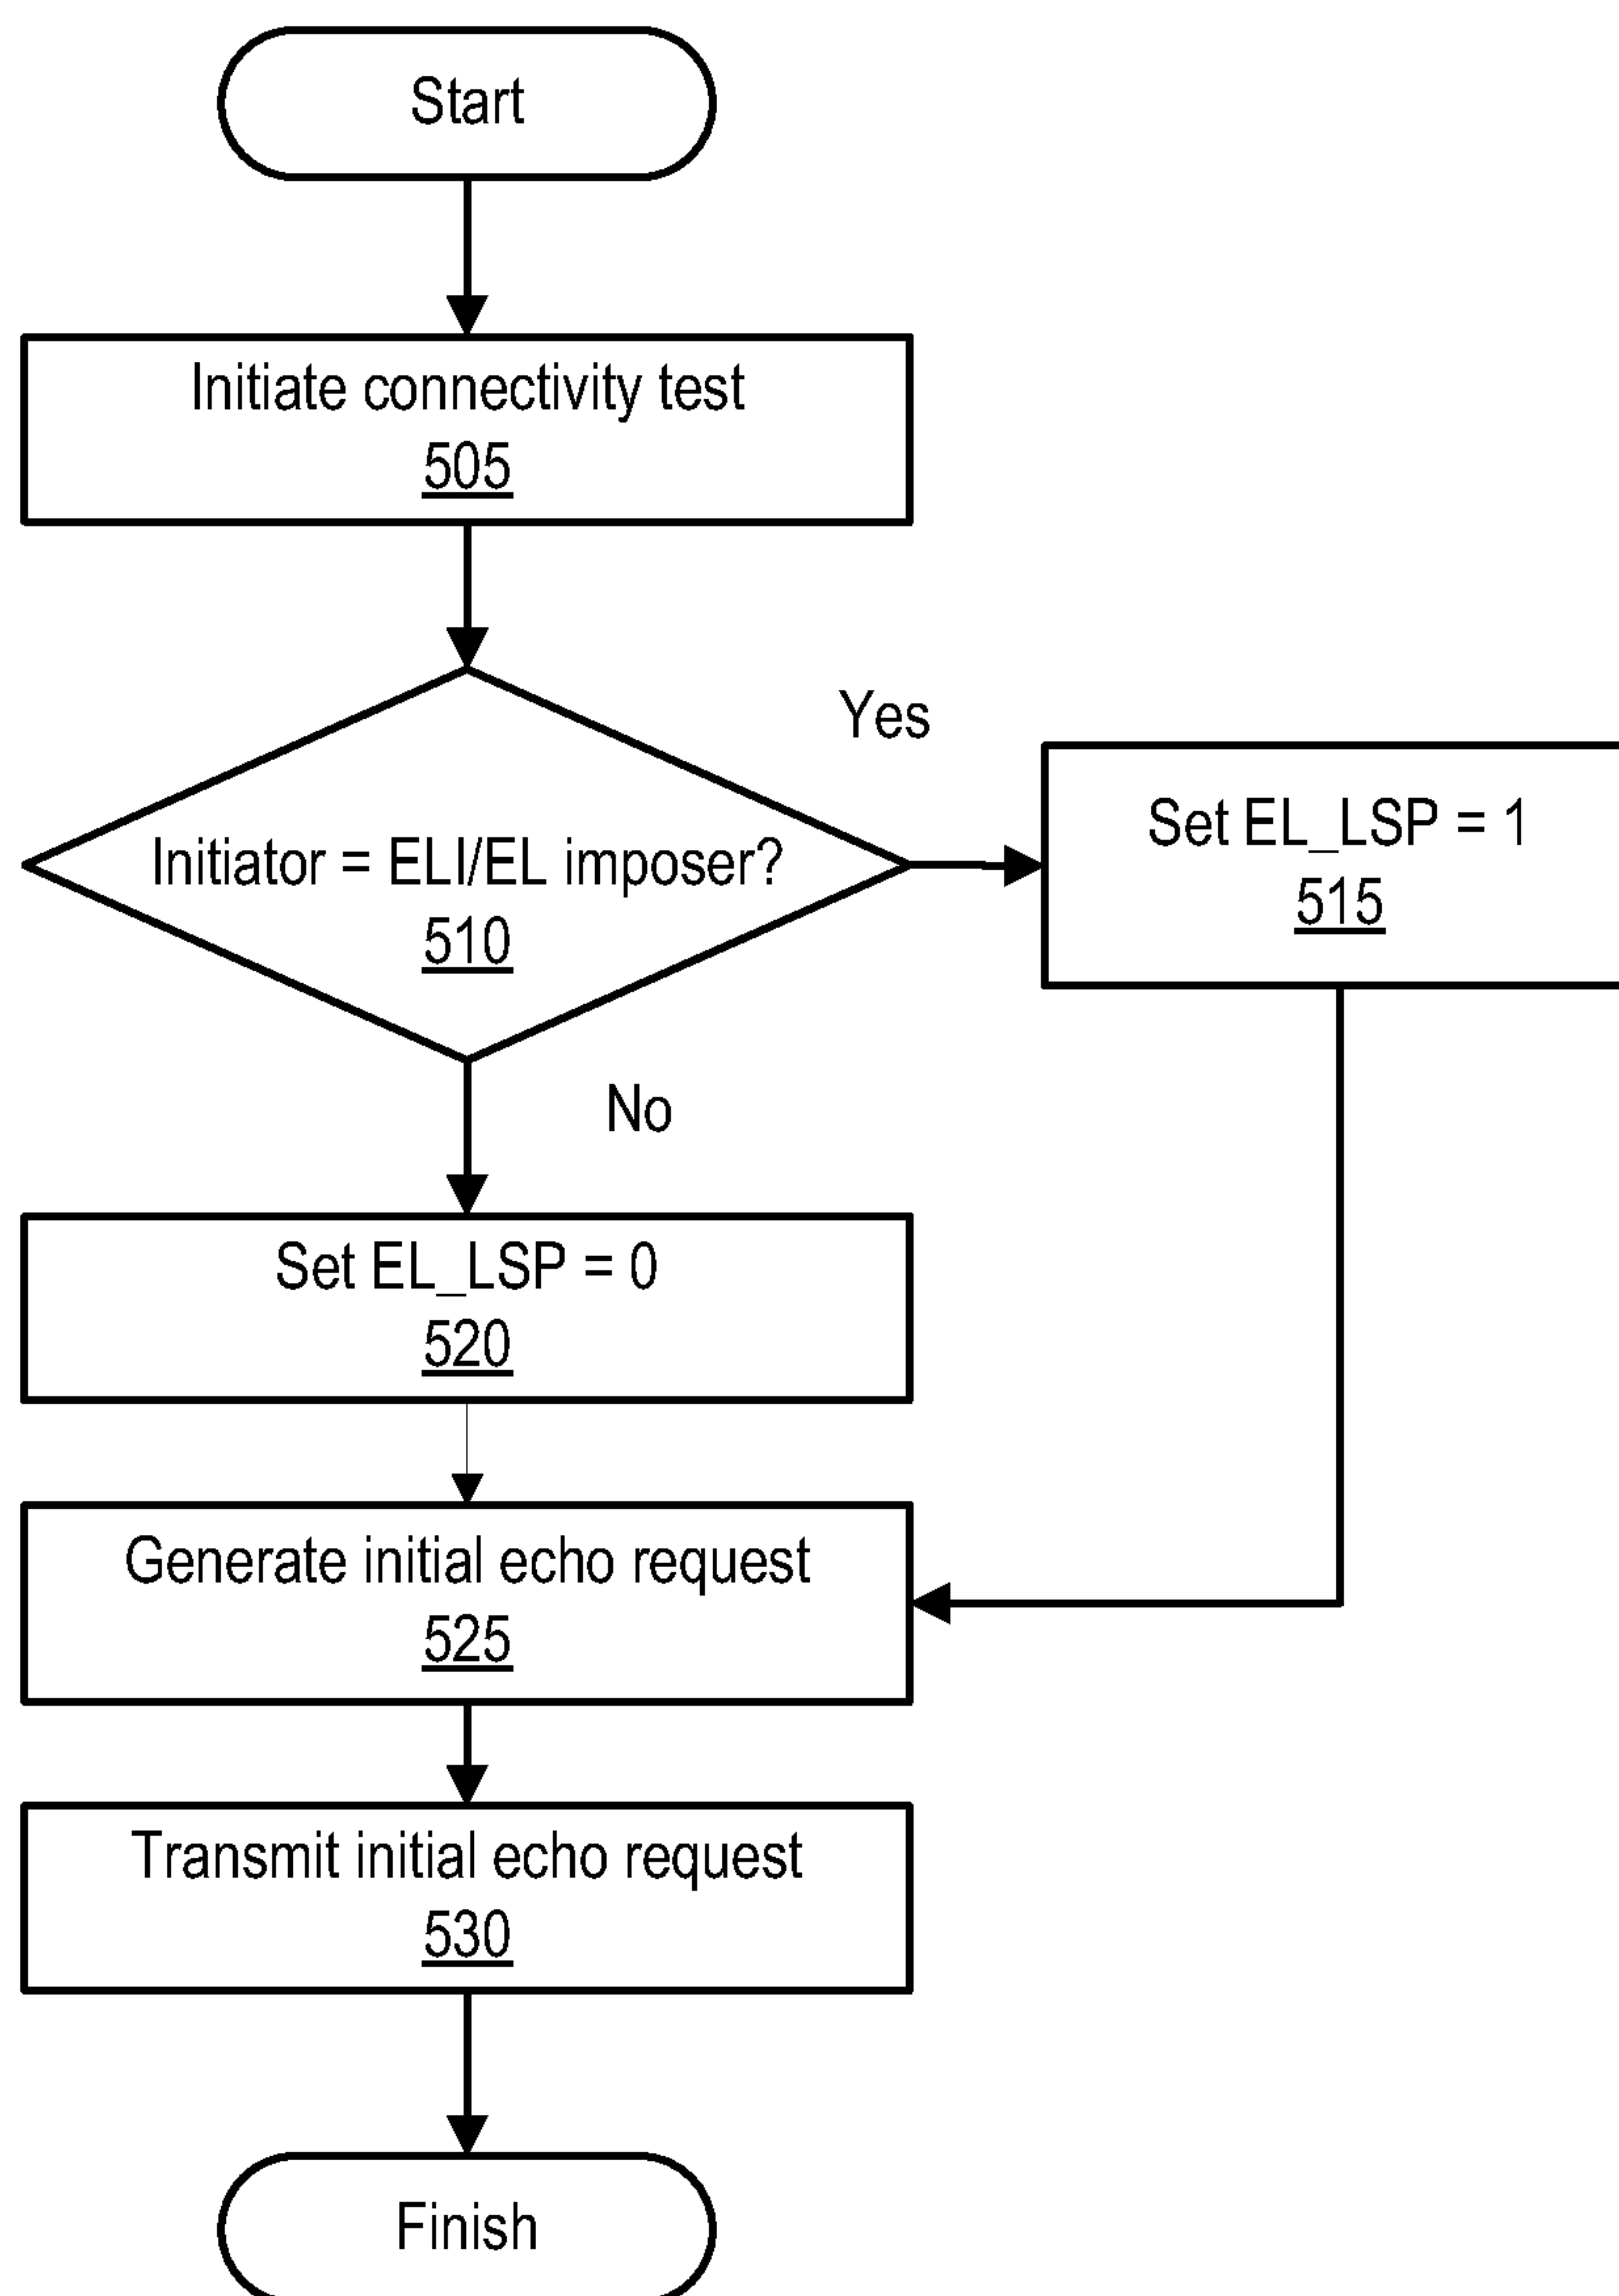 Start
Initiate connectivity test
505
Yes
Set EL_LSP = 1
515
Initiator = ELI/EL imposer?
510
No
Set EL_LSP = 0
520
Generate initial echo request
525
Transmit initial echo request
530
Finish